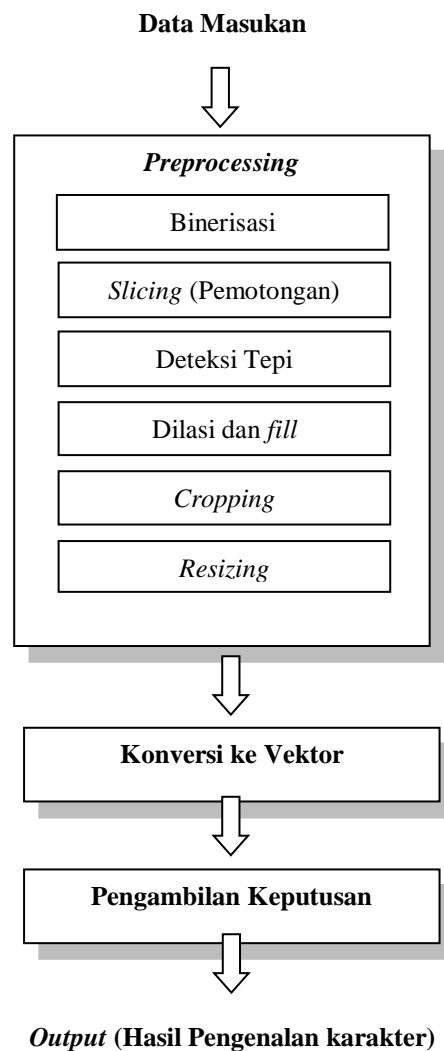 Data Masukan
Preprocessing
Binerisasi
Slicing (Pemotongan)
Deteksi Tepi
Dilasi dan fill
Cropping
Resizing
Konversi ke Vektor
Pengambilan Keputusan
Output (Hasil Pengenalan karakter)